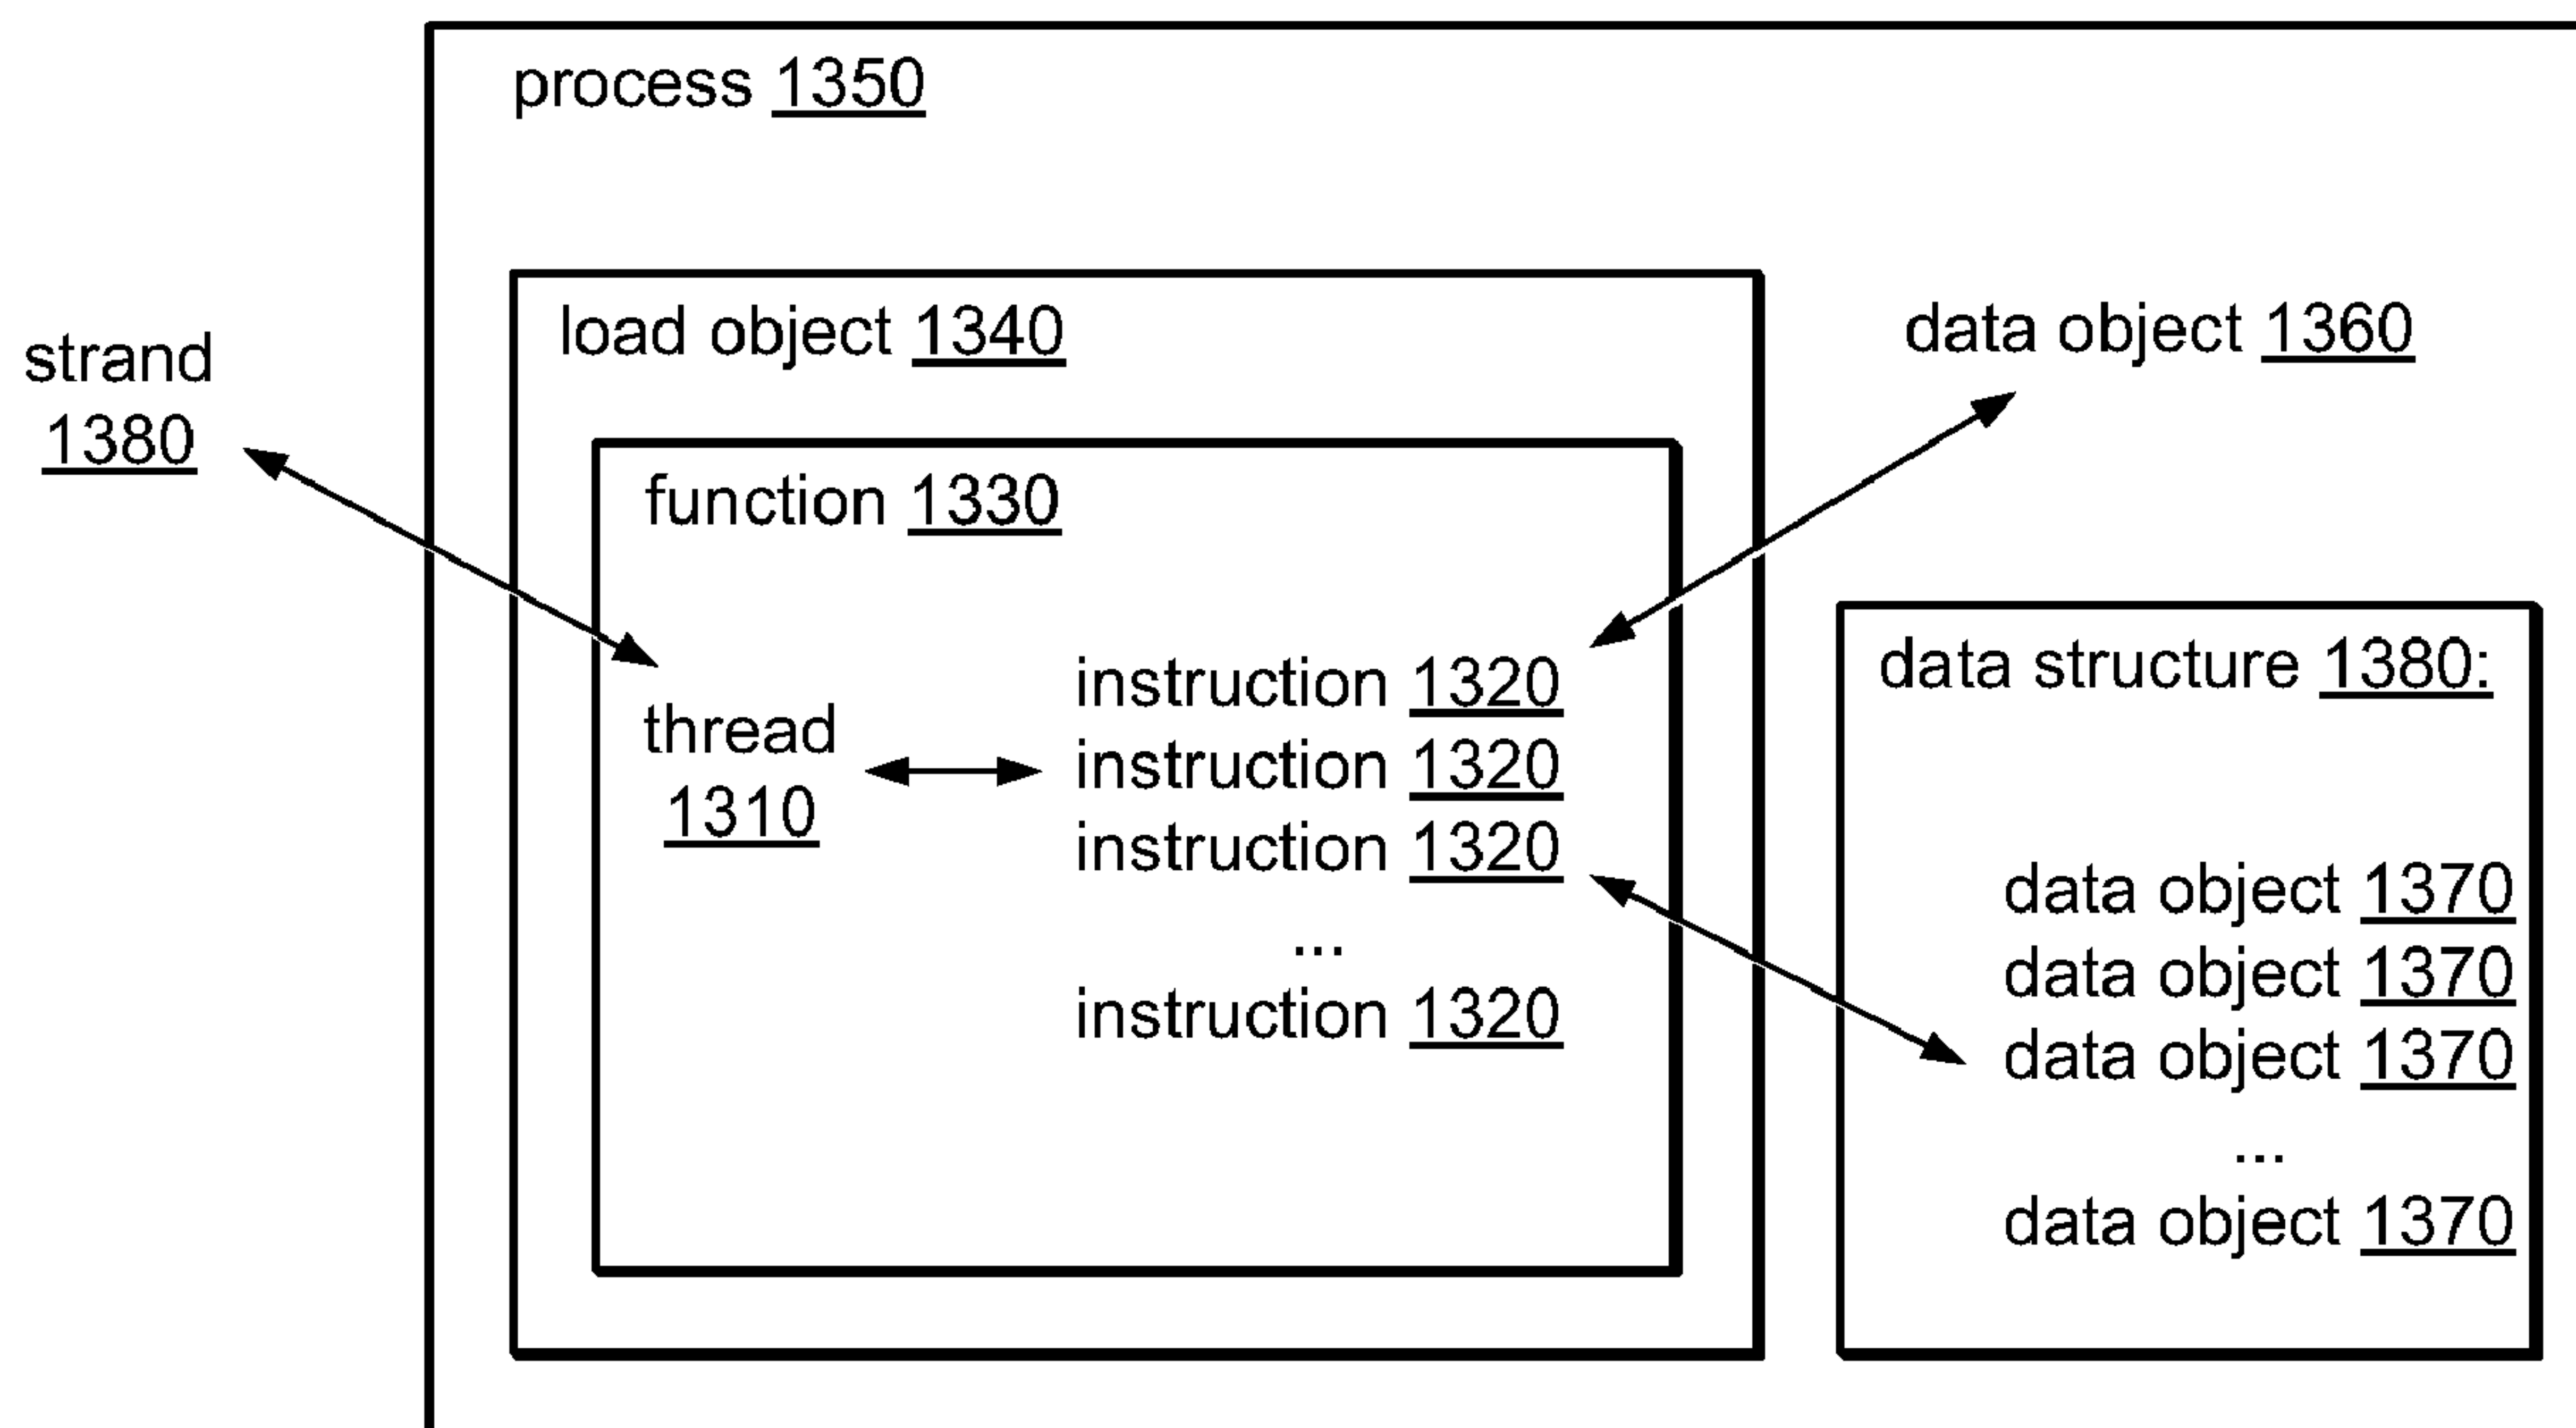 process 1350
load object 1340
data object 1360
strand
1380
function 1330
data structure 1380:
instruction 1320
thread
1310
instruction 1320
instruction 1320
...
instruction 1320
data object 1370
data object 1370
data object 1370
...
data object 1370